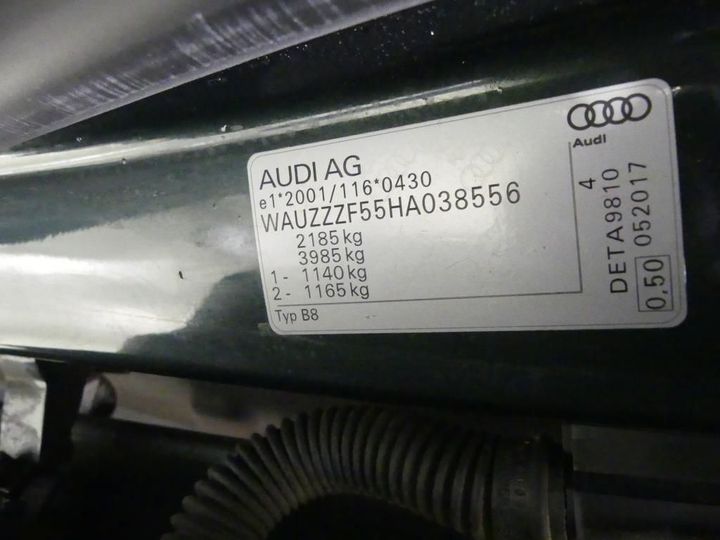 Audi
AUDI AG
e1*2001/116*0430
WAUZZZF55HA038556
2185 kg
3985 kg
1 - 1140 kg
2 - 1165 kg
Typ B8
4
DETA9810
0,50 052017